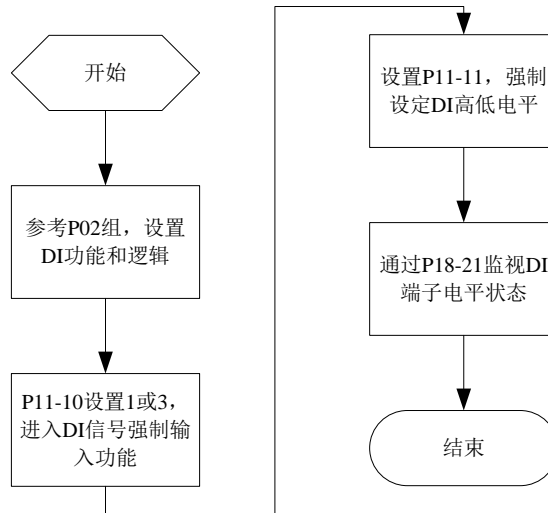 开始
参考P02组，设置
DI功能和逻辑
P11-10设置1或3，
进入DI信号强制输
入功能
设置P11-11，强制
设定DI高低电平
通过P18-21监视DI
端子电平状态
结束